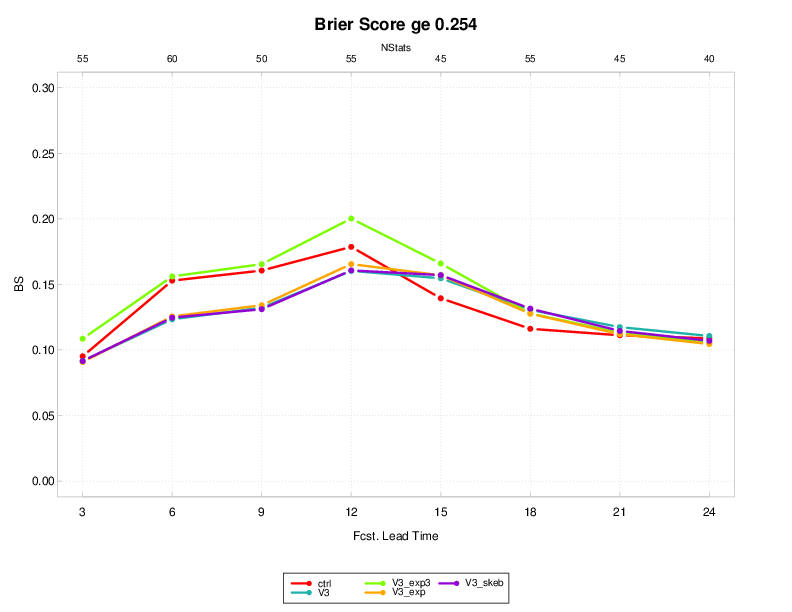 Brier Score ge 0.254
NStats
55 60 50 55 45 55 45 40
0.30
0.25
0.20
0.15
0.10
0.05
0.00
BS
3 6 9 12 15 18 21 24
Fcst. Lead Time
ctrl V3_exp3 V3_skeb
V3 V3_exp